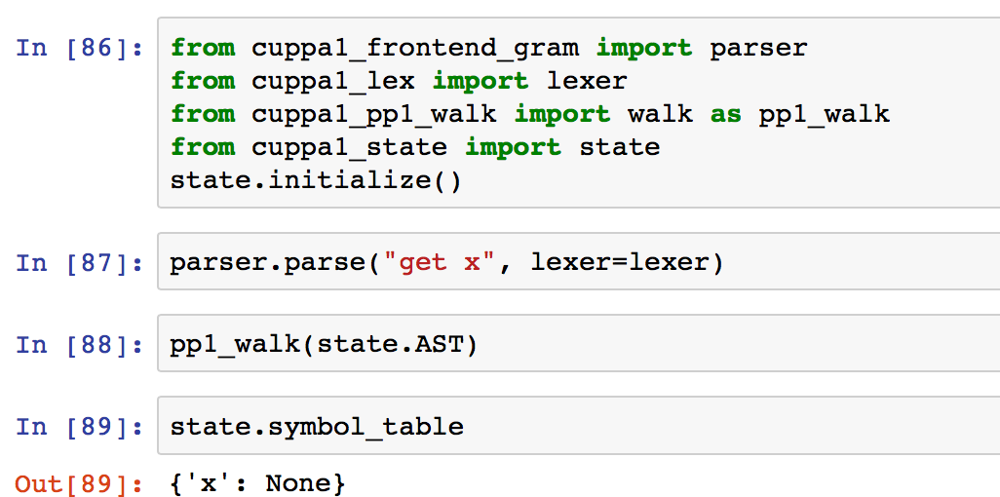 In [86]: from cuppa1_frontend_gram import parser
from cuppa1_lex import lexer
from cuppa1_pp1_walk import walk as pp1_walk
from cuppa1_state import state
state.initialize()
In [87]: parser.parse("get x", lexer=lexer)
In [88]: pp1_walk(state.AST)
In [89]: state.symbol_table
Out[89]: {'x': None}